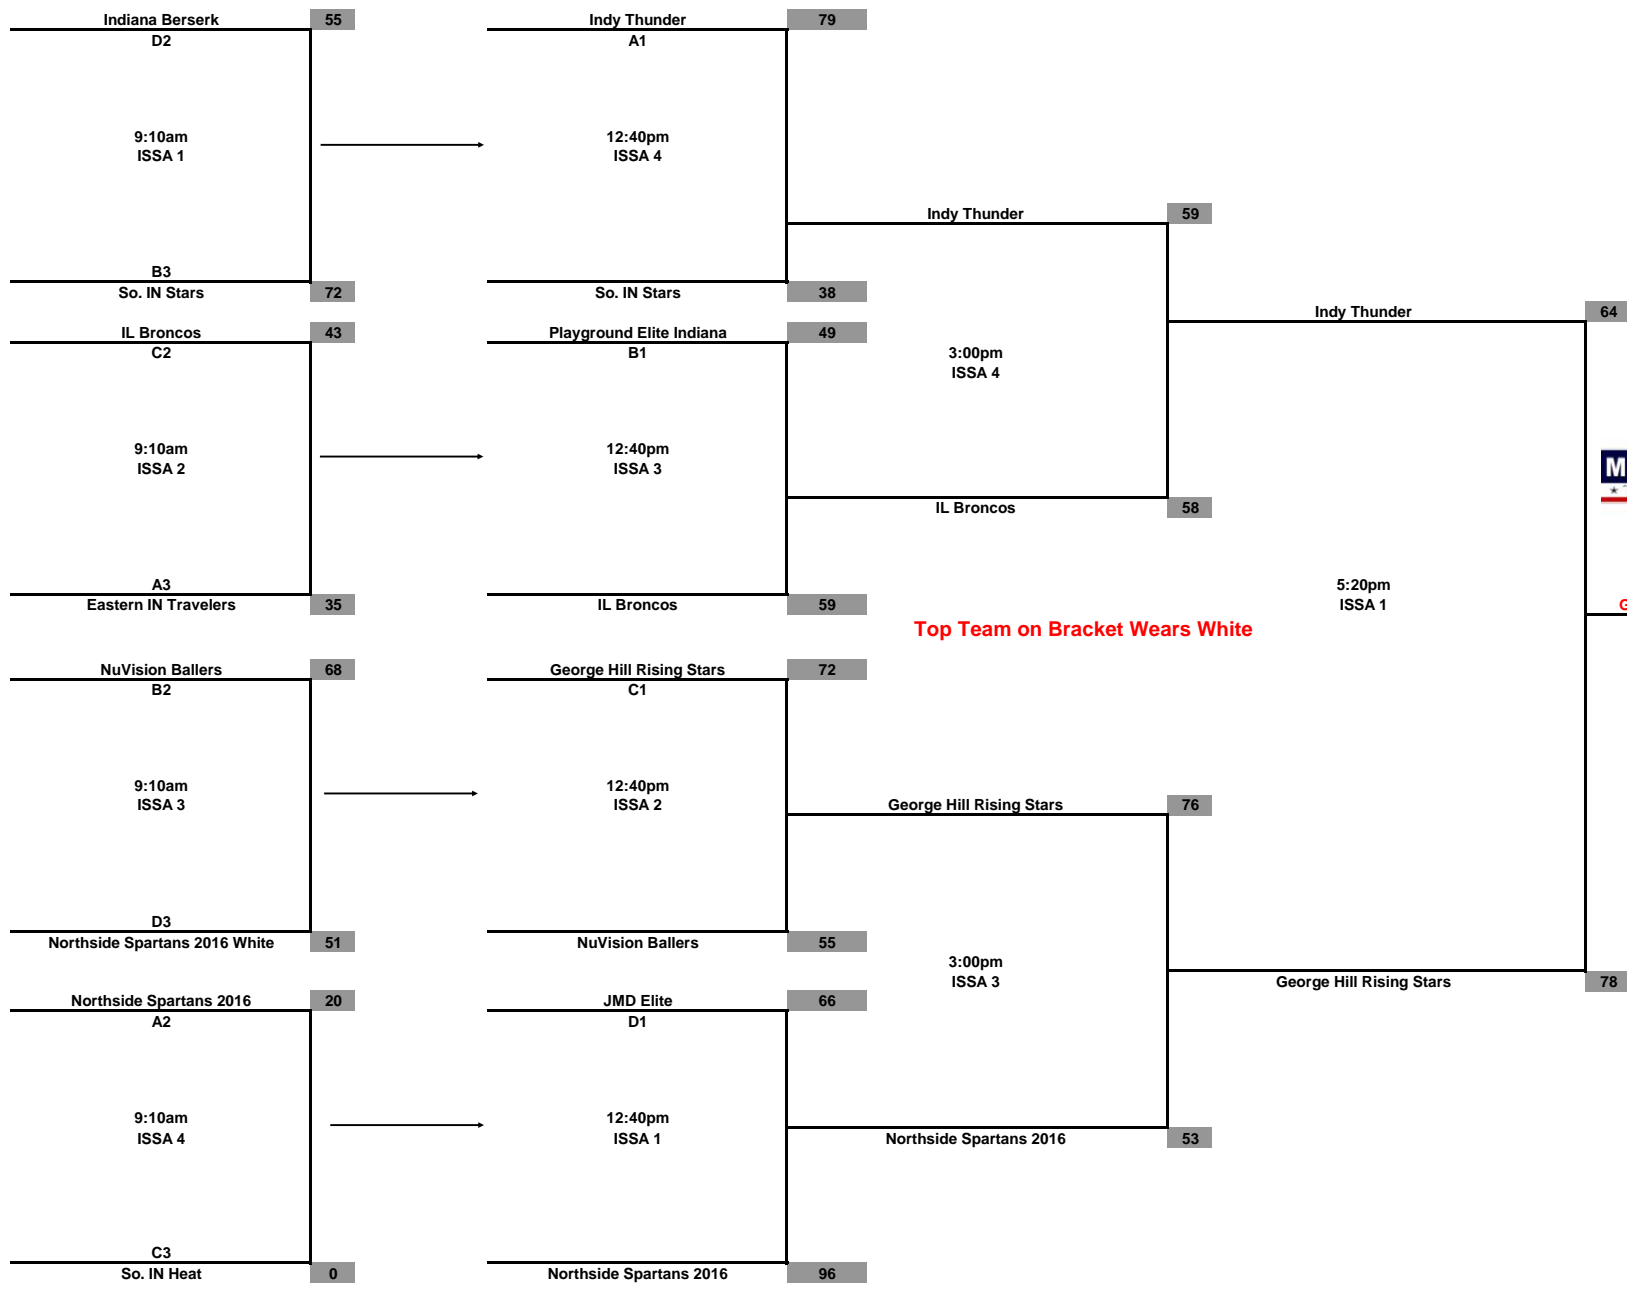 Indiana Berserk 55
D2
9:10am
ISSA 1
B3
So. IN Stars 72
IL Broncos 43
C2
9:10am
ISSA 2
A3
Eastern IN Travelers 35
NuVision Ballers 68
B2
9:10am
ISSA 3
D3
Northside Spartans 2016 White 51
Northside Spartans 2016 20
A2
9:10am
ISSA 4
C3
So. IN Heat 0
Indy Thunder 79
A1
12:40pm
ISSA 4
So. IN Stars 38
Playground Elite Indiana 49
B1
12:40pm
ISSA 3
IL Broncos 59
George Hill Rising Stars 72
C1
12:40pm
ISSA 2
NuVision Ballers 55
JMD Elite 66
D1
12:40pm
ISSA 1
Northside Spartans 2016 96
Indy Thunder 59
3:00pm
ISSA 4
IL Broncos 58
Top Team on Bracket Wears White
George Hill Rising Stars 76
3:00pm
ISSA 3
Northside Spartans 2016 53
Indy Thunder 64
5:20pm
ISSA 1
George Hill Rising Stars 78
M